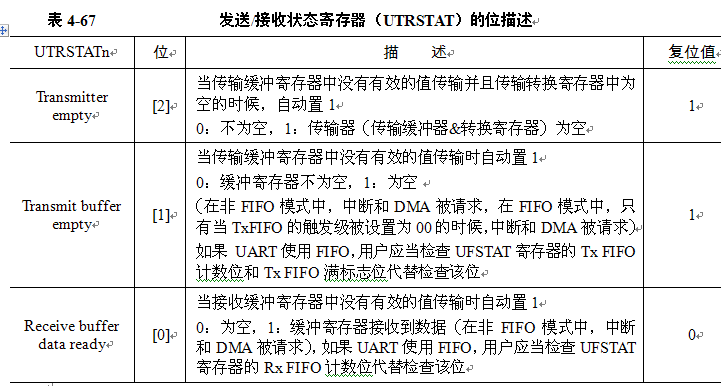 表 4-67 发送/接收状态寄存器（UTRSTAT）的位描述
UTRSTATn 位 描 述 复位值
Transmitter empty [2] 当传输缓冲寄存器中没有有效的值传输并且传输转换寄存器中为
空的时候，自动置 1
0：不为空，1：传输器（传输缓冲器&转换寄存器）为空 1
Transmit buffer empty [1] 当传输缓冲寄存器中没有有效的值传输时自动置 1
0：缓冲寄存器不为空，1：为空
（在非 FIFO 模式中，中断和 DMA 被请求，在 FIFO 模式中，只
有当 TxFIFO 的触发级被设置为 00 的时候，中断和 DMA 被请求）
如果 UART 使用 FIFO，用户应当检查 UFSTAT 寄存器的 Tx FIFO
计数位和 Tx FIFO 满标志位代替检查该位 1
Receive buffer data ready [0] 当接收缓冲寄存器中没有有效的值传输时自动置 1
0：为空，1：缓冲寄存器接收到数据（在非 FIFO 模式中，中断
和 DMA 被请求），如果 UART 使用 FIFO，用户应当检查 UFSTAT
寄存器的 Rx FIFO 计数位代替检查该位 0